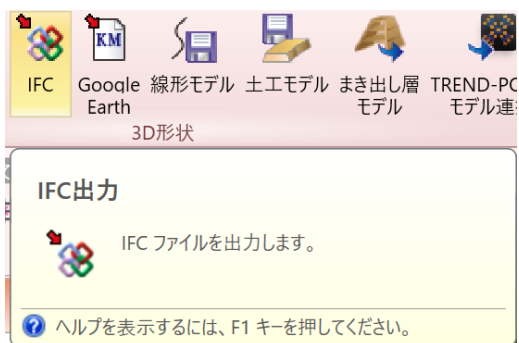 KM
IFC
Google
Earth
線形モデル
土工モデル
まき出し層
モデル
TREND-PO
モデル連
3D形状
IFC出力
IFC ファイルを出力します。
ヘルプを表示するには、F1 キーを押してください。